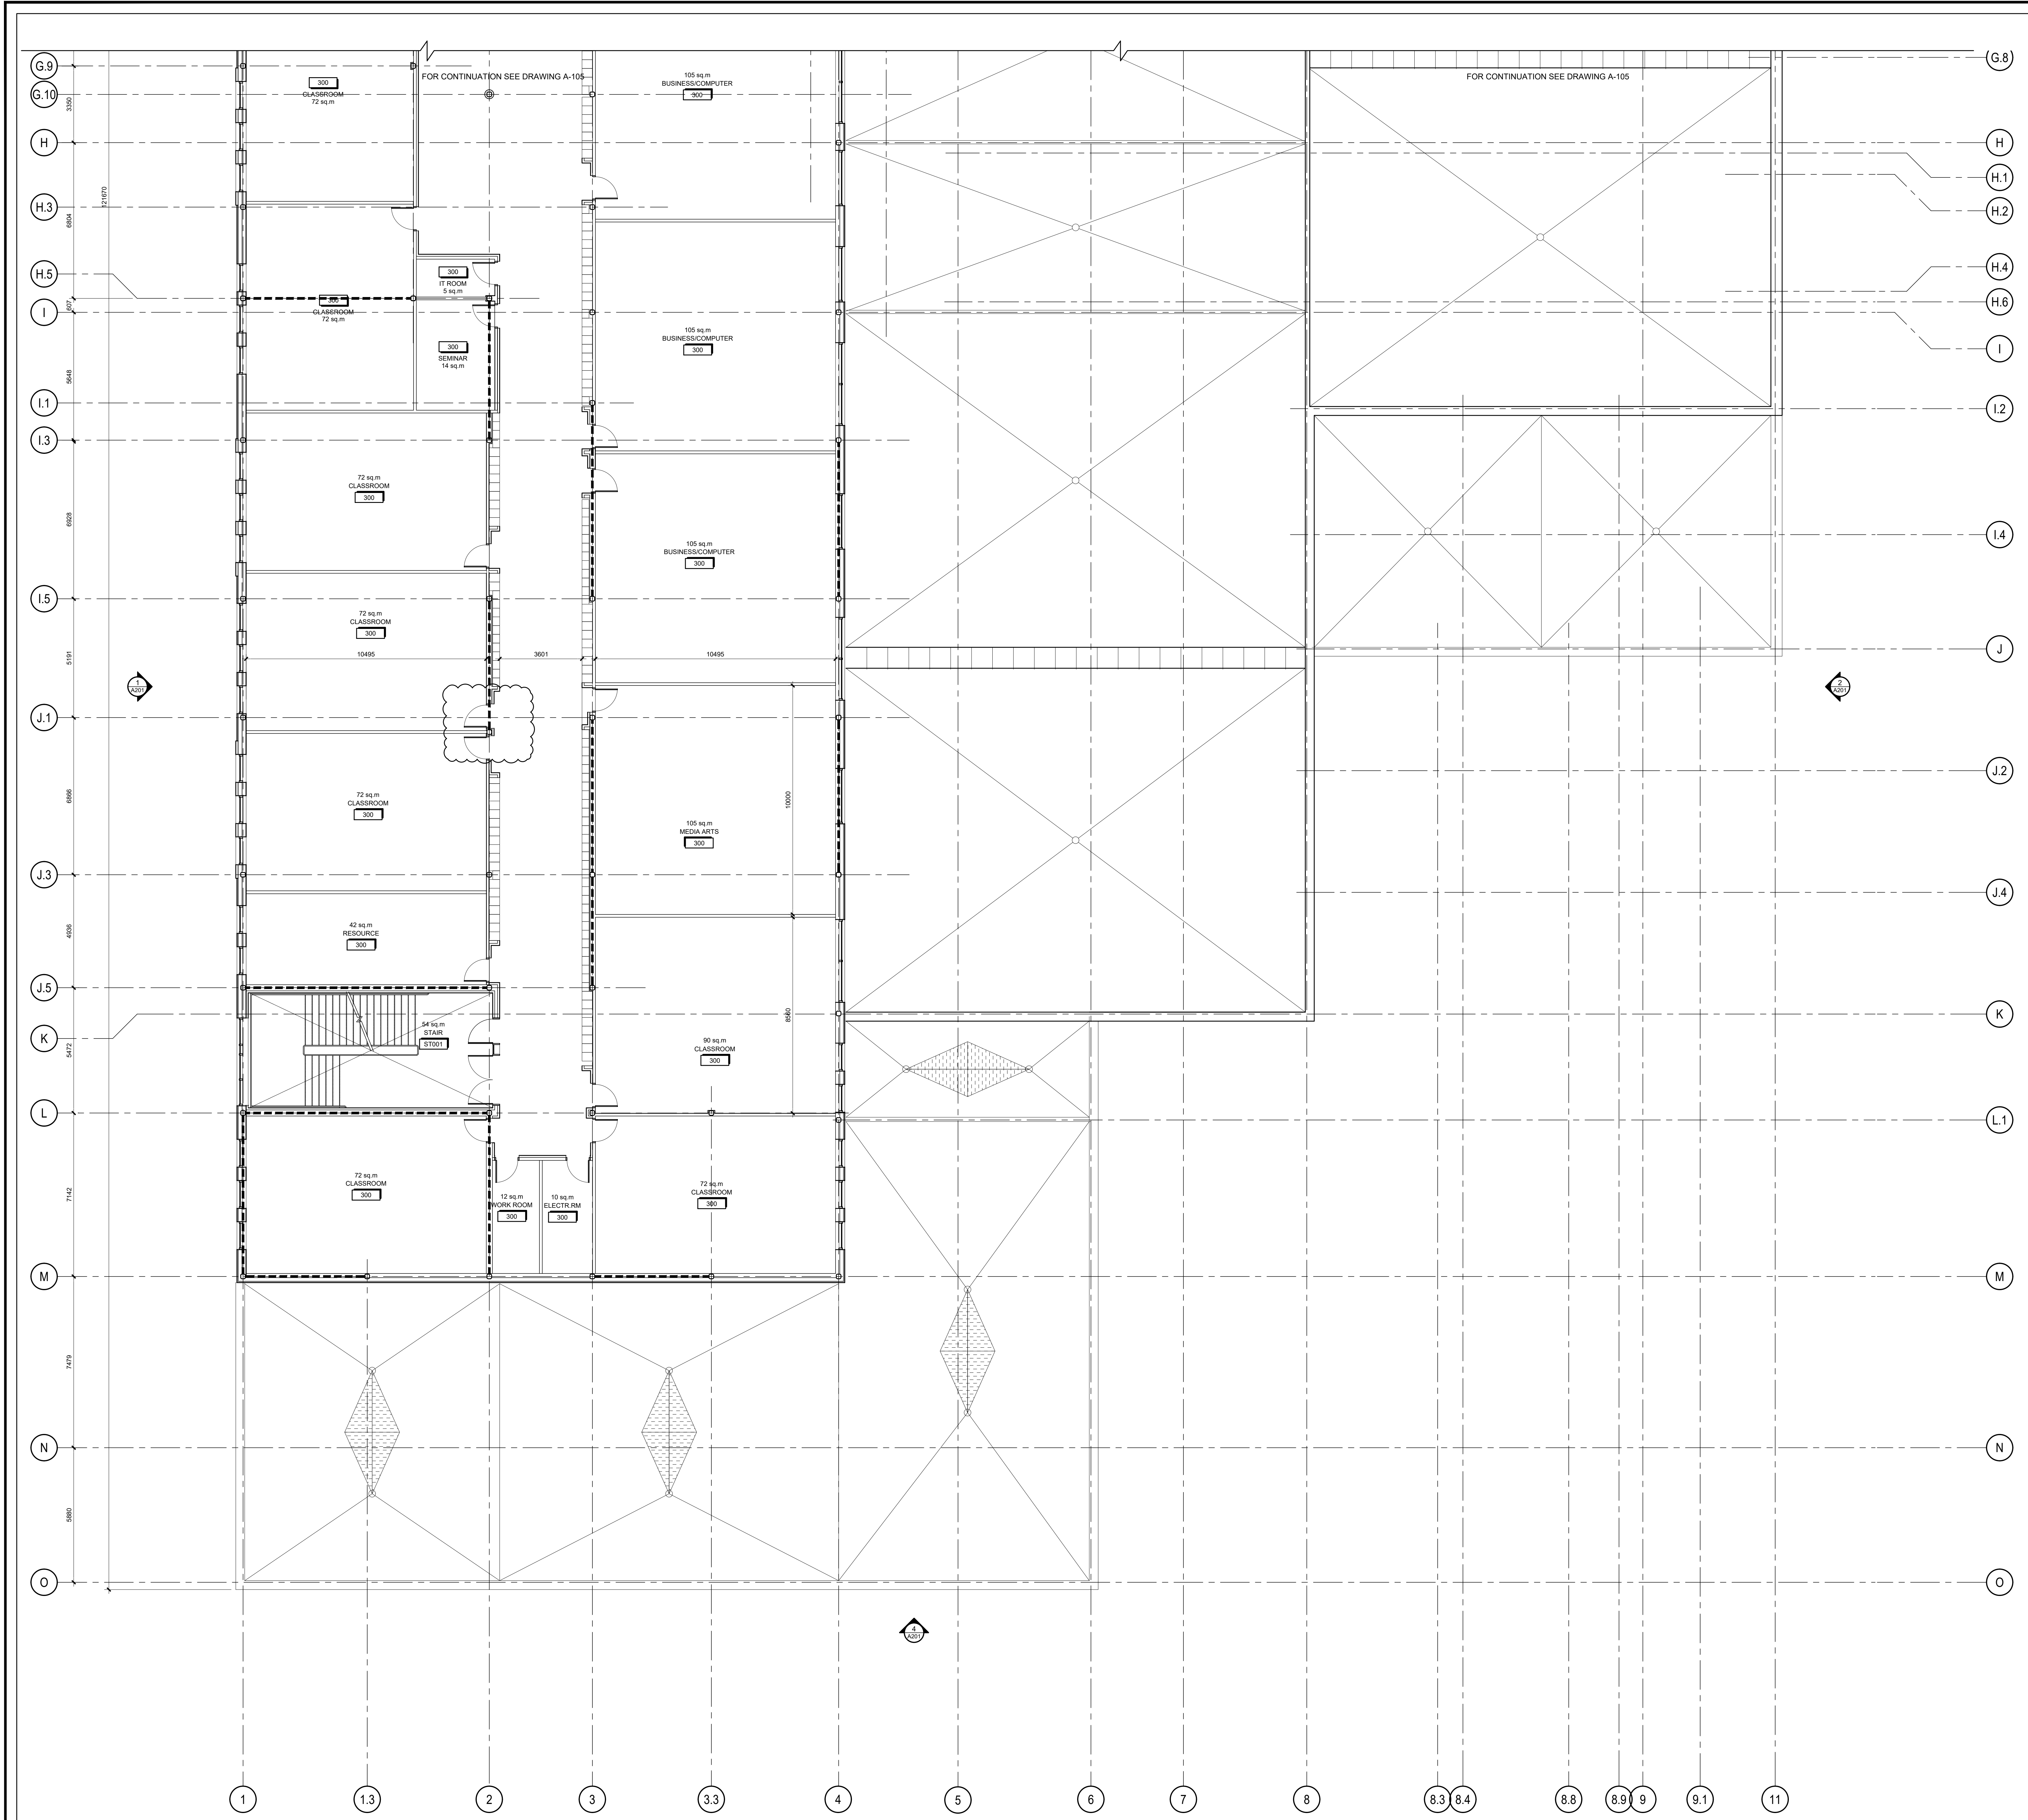 G.9
G.10
H
H.3
H.5
I
I.1
I.3
I.5
J.1
J.3
J.5
K
L
M
N
O
3350
6804
607
5648
6928
5191
6866
4936
5472
7142
7479
5880
121670
FOR CONTINUATION SEE DRAWING A-105
FOR CONTINUATION SEE DRAWING A-105
300
CLASSROOM
72 sq.m
105 sq.m
BUSINESS/COMPUTER
300
300
IT ROOM
5 sq.m
300
CLASSROOM
72 sq.m
300
SEMINAR
14 sq.m
105 sq.m
BUSINESS/COMPUTER
300
72 sq.m
CLASSROOM
300
105 sq.m
BUSINESS/COMPUTER
300
72 sq.m
CLASSROOM
300
10495
3601
10495
1
A201
2
A201
72 sq.m
CLASSROOM
300
10000
105 sq.m
MEDIA ARTS
300
42 sq.m
RESOURCE
300
54 sq.m
STAIR
ST001
8560
90 sq.m
CLASSROOM
300
72 sq.m
CLASSROOM
300
12 sq.m
WORK ROOM
300
10 sq.m
ELECTR.RM
300
72 sq.m
CLASSROOM
300
4
A201
G.8
H
H.1
H.2
H.4
H.6
I
I.2
I.4
J
J.2
J.4
K
L.1
M
N
O
1
1.3
2
3
3.3
4
5
6
7
8
8.3
8.4
8.8
8.9
9
9.1
11